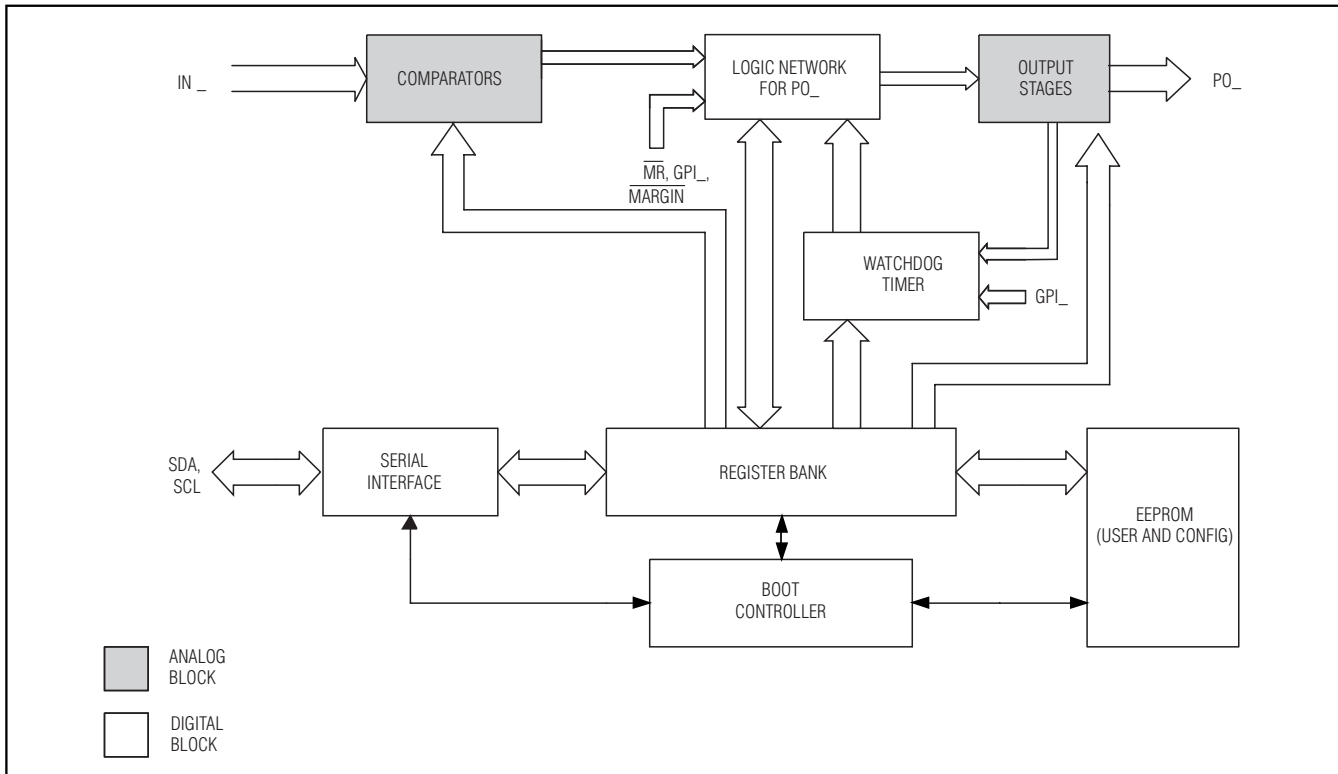 IN _
COMPARATORS
LOGIC NETWORK
FOR PO_
OUTPUT
STAGES
PO_
MR, GPI_,
MARGIN
WATCHDOG
TIMER
GPI_
SDA,
SCL
SERIAL
INTERFACE
REGISTER BANK
EEPROM
(USER AND CONFIG)
BOOT
CONTROLLER
ANALOG
BLOCK
DIGITAL
BLOCK